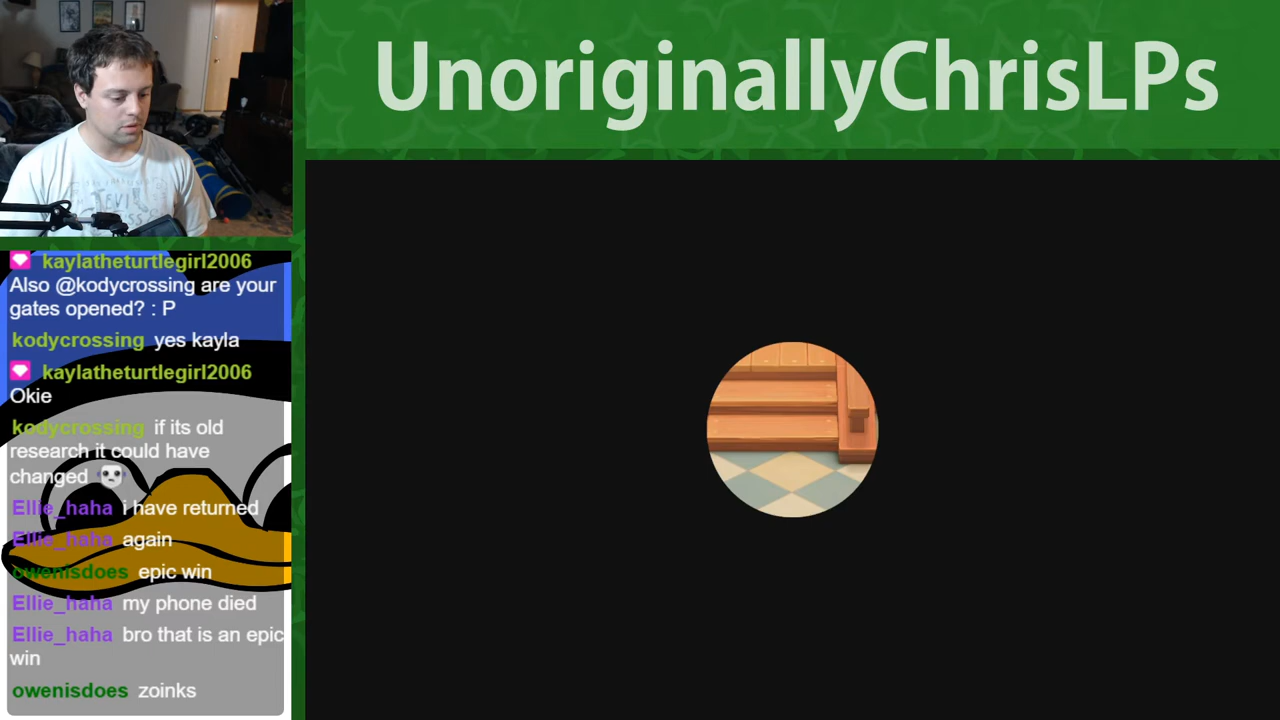 UnoriginallyChrisLPs
kaylatheturtlegirl2006
Also @kodycrossing are your
gates opened? : P
kodycrossing yes kayla
kaylatheturtlegirl2006
Okie
kodycrossing if its old
research it could have
changed
Ellie_haha i have returned
Ellie_haha again
owenisdoes epic win
Ellie_haha my phone died
Ellie_haha bro that is an epic
win
owenisdoes zoinks